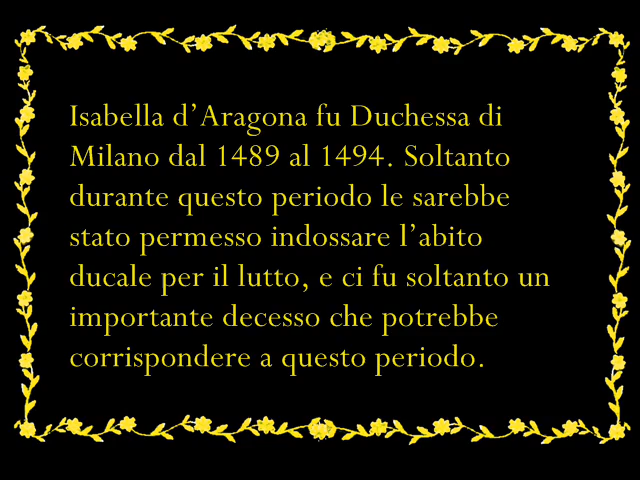 Isabella d’Aragona fu Duchessa di
Milano dal 1489 al 1494. Soltanto
durante questo periodo le sarebbe
stato permesso indossare l’abito
ducale per il lutto, e ci fu soltanto un
importante decesso che potrebbe
corrispondere a questo periodo.